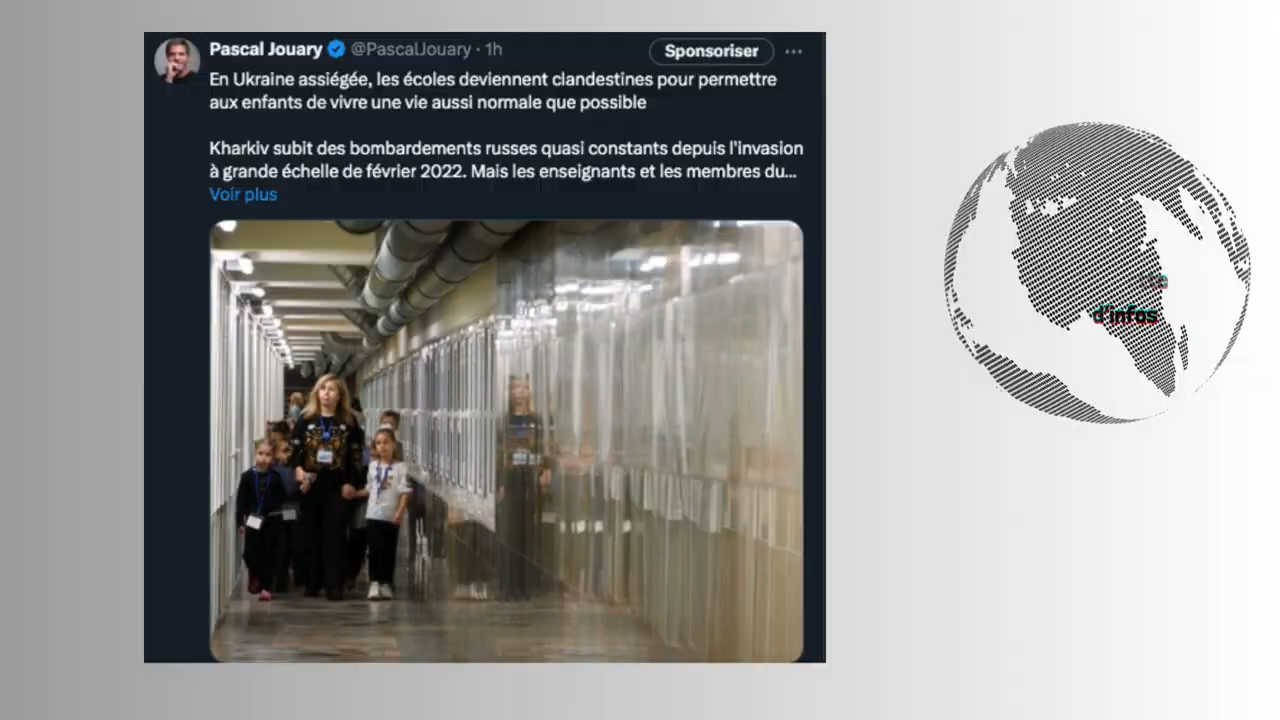 Pascal Jouary @PascalJouary · 1h
Sponsoriser
En Ukraine assiégée, les écoles deviennent clandestines pour permettre
aux enfants de vivre une vie aussi normale que possible
Kharkiv subit des bombardements russes quasi constants depuis l'invasion
à grande échelle de février 2022. Mais les enseignants et les membres du...
Voir plus
d'infos